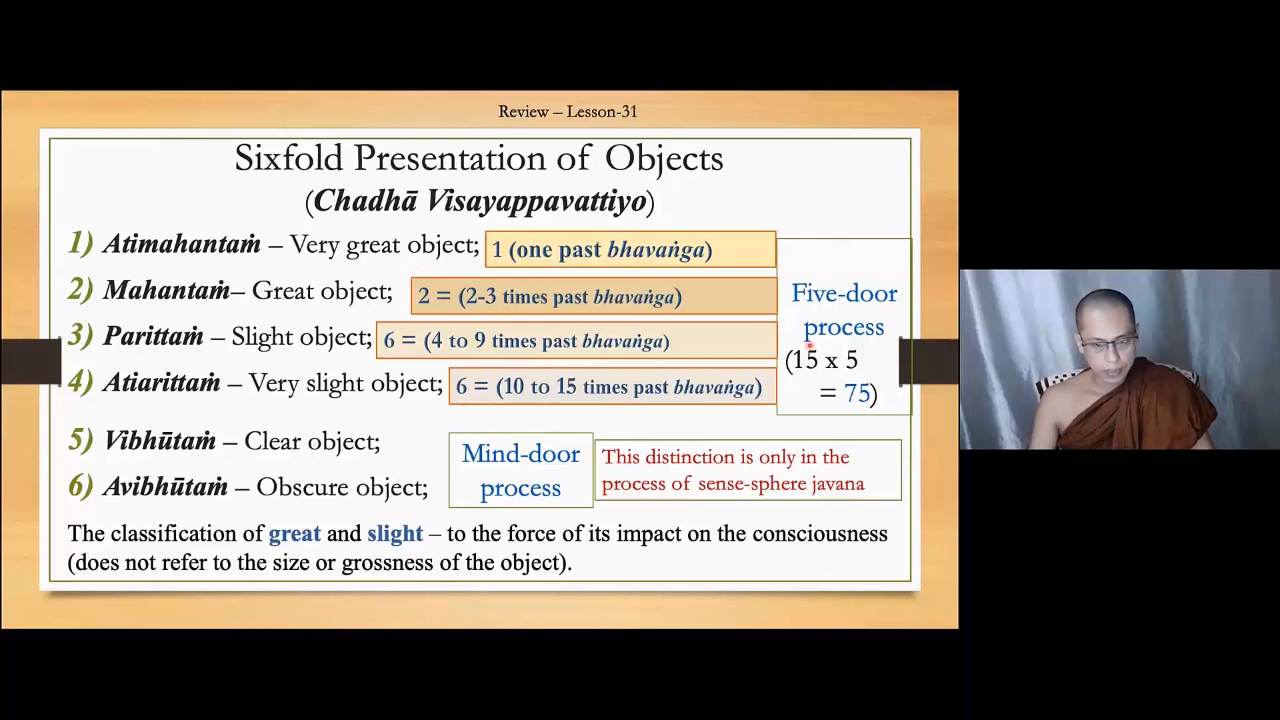 Review – Lesson-31
Sixfold Presentation of Objects
(Chadhā Visayappavattiyo)
1) Atimahantaṁ – Very great object; 1 (one past bhavaṅga)
2) Mahantaṁ– Great object; 2 = (2-3 times past bhavaṅga)
3) Parittaṁ – Slight object; 6 = (4 to 9 times past bhavaṅga)
4) Atiarittaṁ – Very slight object; 6 = (10 to 15 times past bhavaṅga)
Five-door
process
(15 x 5
= 75)
5) Vibhūtaṁ – Clear object;
6) Avibhūtaṁ – Obscure object;
Mind-door
process
This distinction is only in the
process of sense-sphere javana
The classification of great and slight – to the force of its impact on the consciousness
(does not refer to the size or grossness of the object).